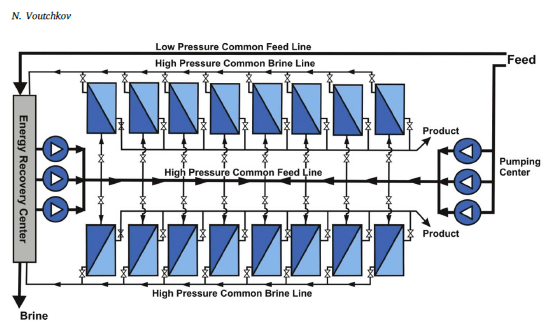 N. Voutchkov
Low Pressure Common Feed Line
Feed
High Pressure Common Brine Line
Energy Recovery Center
Product
High Pressure Common Feed Line
Pumping
Center
Product
High Pressure Common Brine Line
Brine